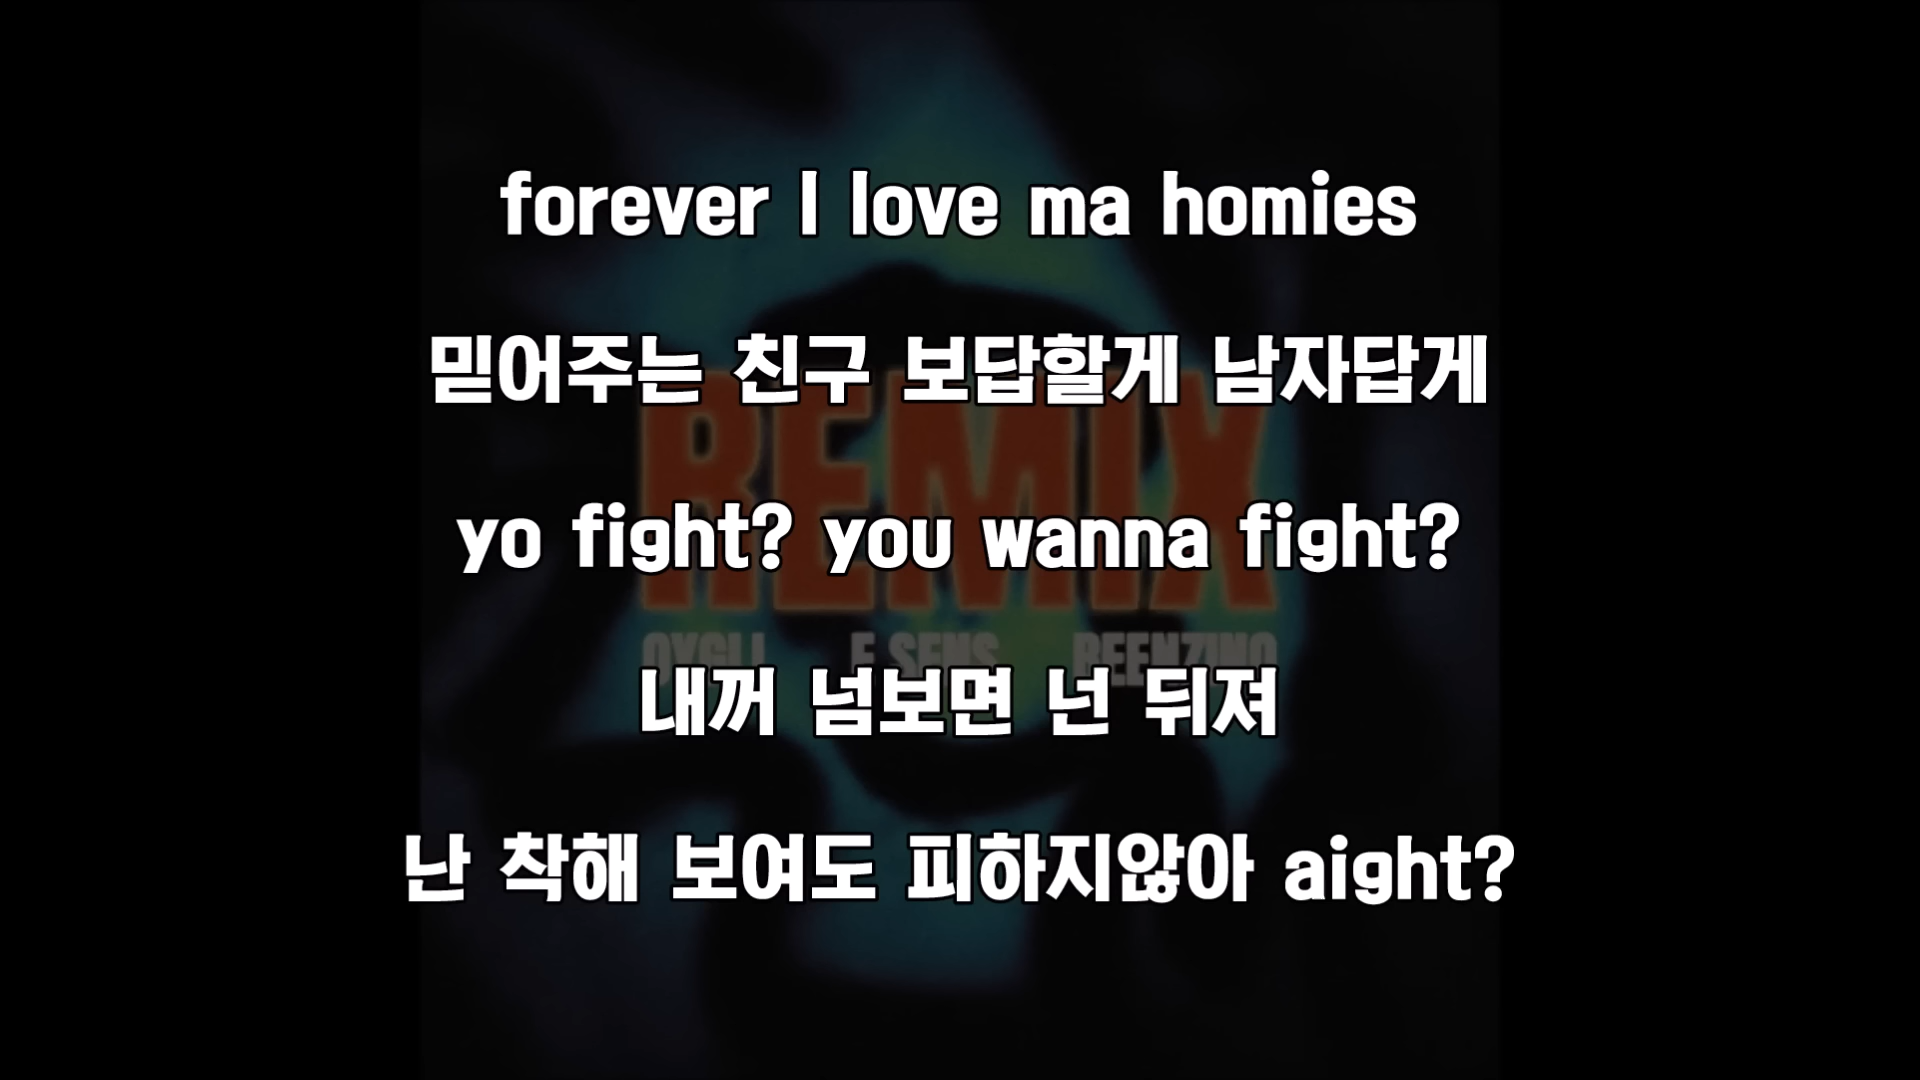 forever I love ma homies
믿어주는 친구 보답할게 남자답게
REMIX
yo fight? you wanna fight?
OYGLI E SENS BEENZINO
내꺼 넘보면 넌 뒤져
난 착해 보여도 피하지않아 aight?